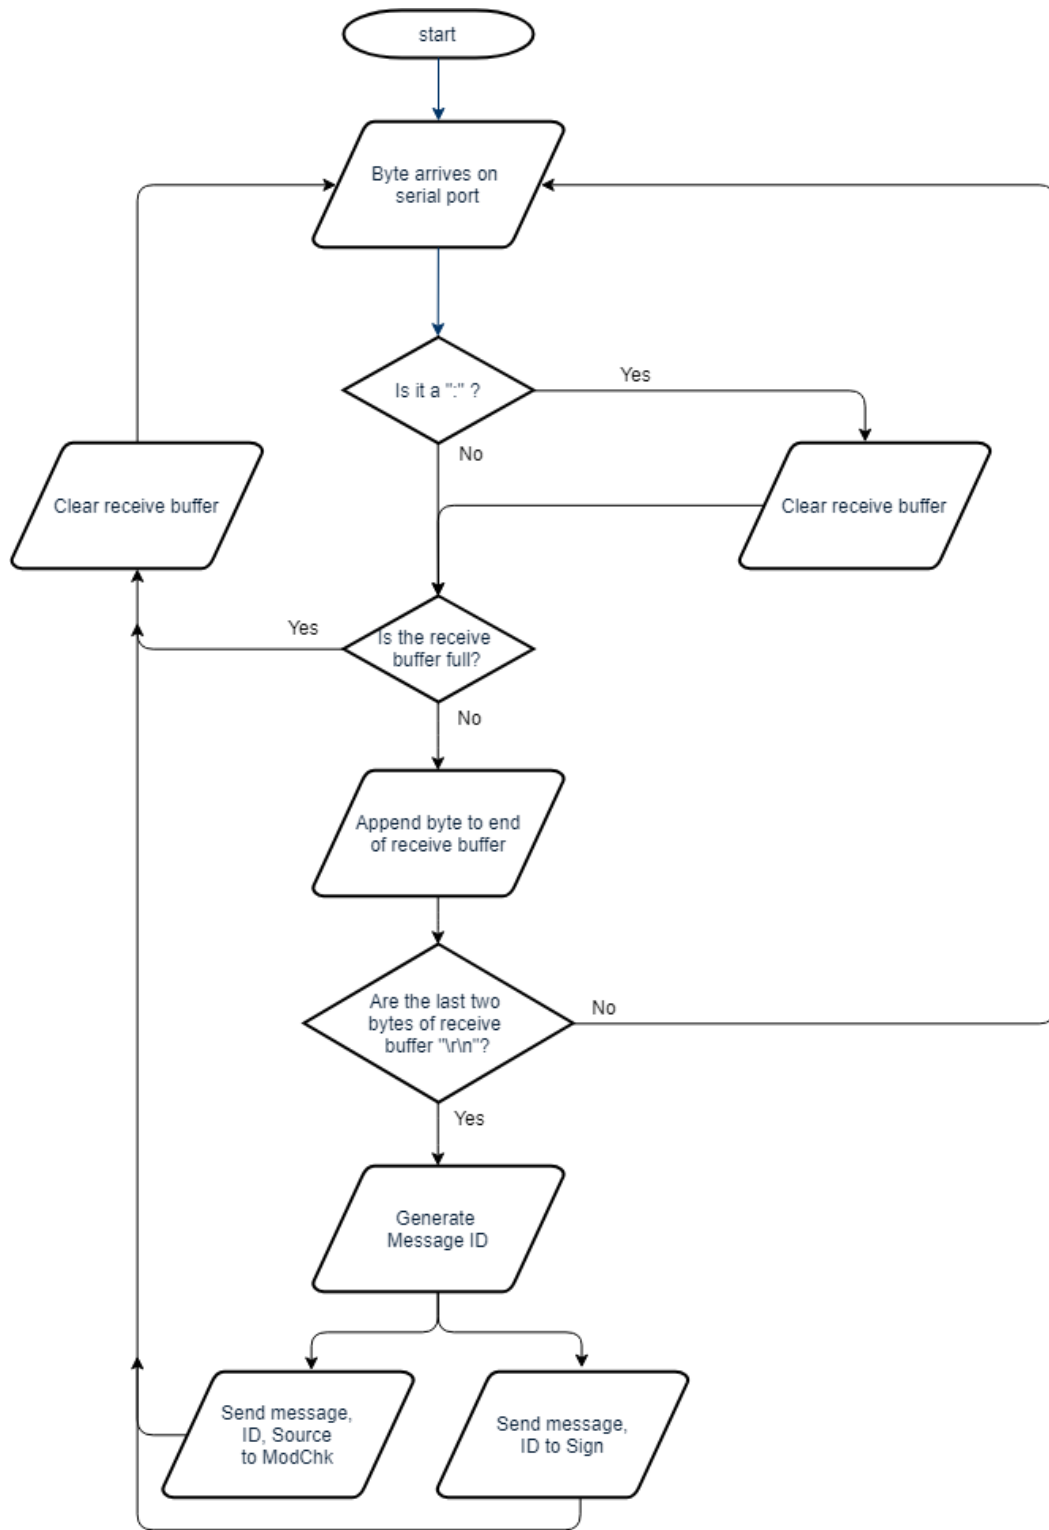 start
Byte arrives on
serial port
Is it a ":" ?
Yes
No
Clear receive buffer
Clear receive buffer
Yes
Is the receive
buffer full?
No
Append byte to end
of receive buffer
Are the last two
bytes of receive
buffer "\r\n"?
No
Yes
Generate
Message ID
Send message,
ID, Source
to ModChk
Send message,
ID to Sign